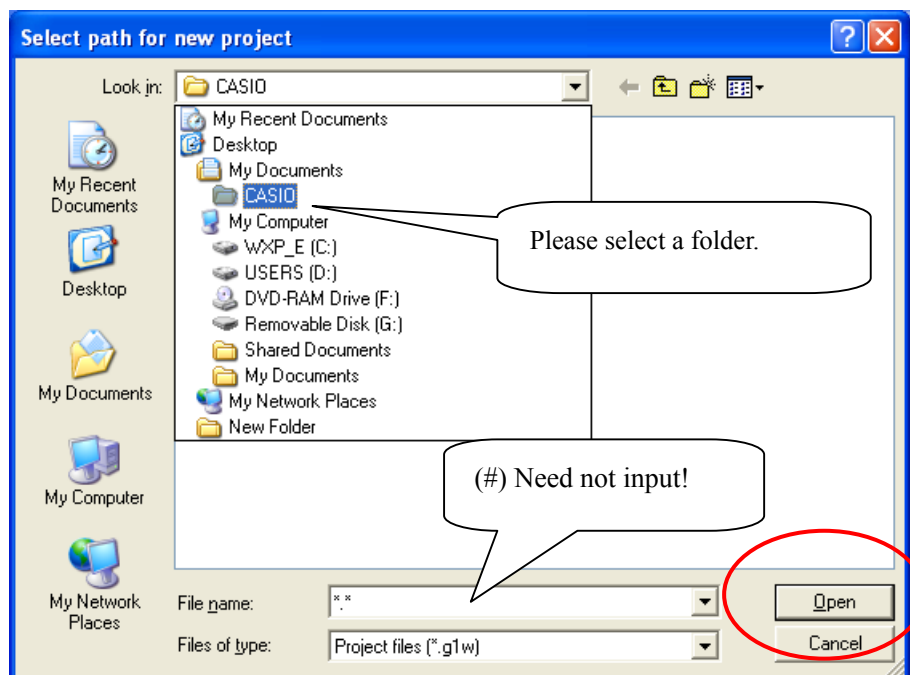 Select path for new project
Look in: CASIO
My Recent Documents
Desktop
My Documents
CASIO
My Computer
WXP_E (C:)
USERS (D:)
DVD-RAM Drive (F:)
Removable Disk (G:)
Shared Documents
My Documents
My Network Places
New Folder
Please select a folder.
(#) Need not input!
My Recent
Documents
Desktop
My Documents
My Computer
My Network
Places
File name: *.*
Open
Files of type: Project files (*.g1w)
Cancel